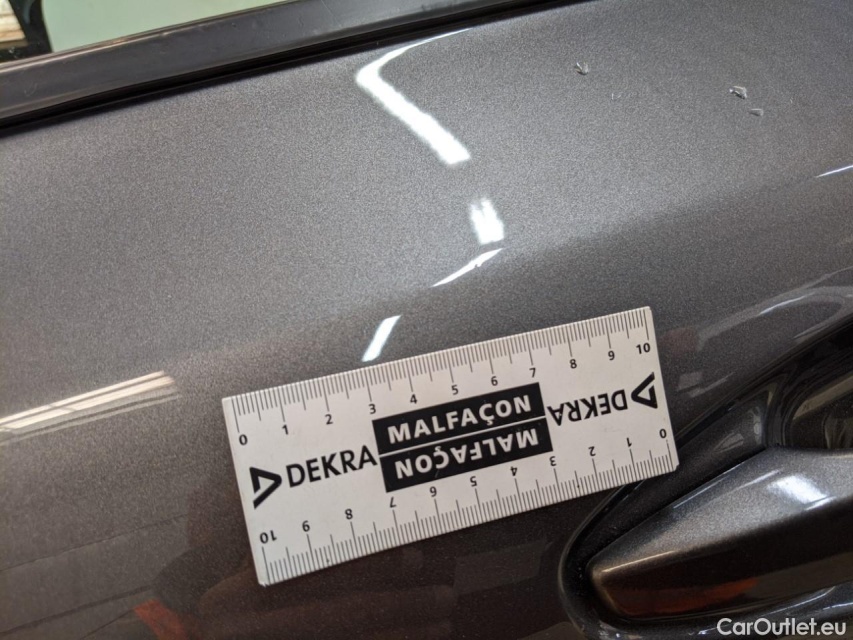 0 1 2 3 4 5 6 7 8 9 10
DEKRA
MALFAÇON
DEKRA
MALFAÇON
10 9 8 7 6 5 4 3 2 1 0
CarOutlet.eu